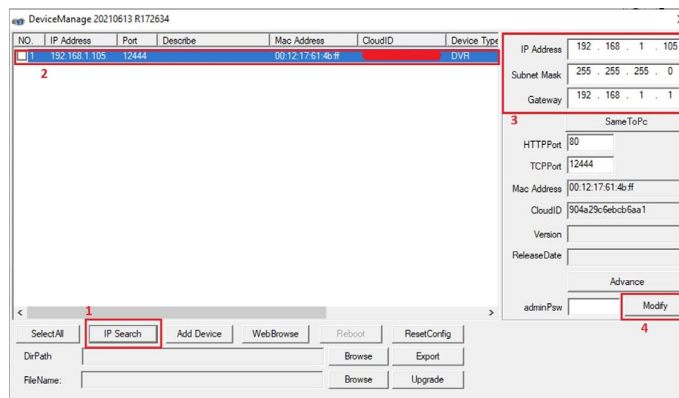 DeviceManage 20210613 R172634
NO. IP Address Port Describe Mac Address CloudID Device Type
1 192.168.1.105 12444 00:12:17:61:4b:ff DVR
2
IP Address 192 . 168 . 1 . 105
Subnet Mask 255 . 255 . 255 . 0
Gateway 192 . 168 . 1 . 1
3
SameToPc
HTTPPort 80
TCPPort 12444
Mac Address 00:12:17:61:4b:ff
CloudID 904a29c6ebcb6aa1
Version
ReleaseDate
Advance
adminPsw Modify
4
1
SelectAll IP Search Add Device WebBrowse Reboot ResetConfig
DirPath Browse Export
FileName: Browse Upgrade